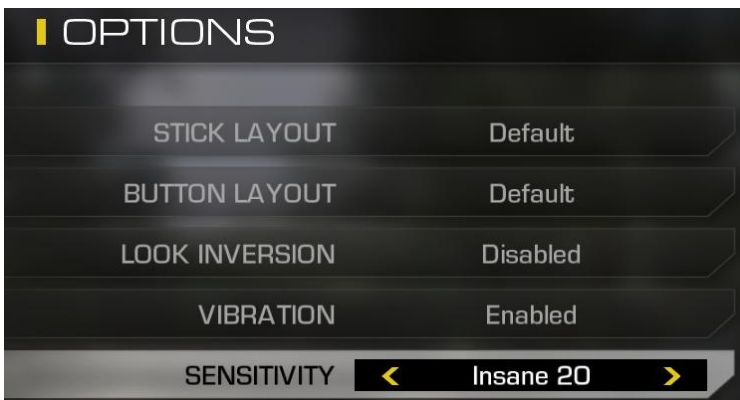 OPTIONS
STICK LAYOUT Default
BUTTON LAYOUT Default
LOOK INVERSION Disabled
VIBRATION Enabled
SENSITIVITY < Insane 20 >